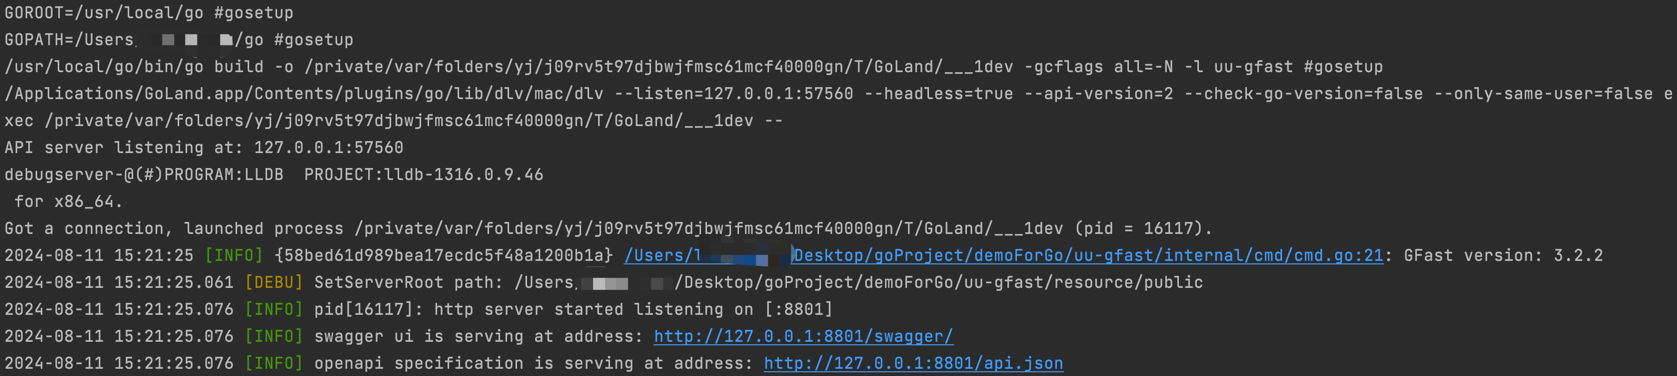 GOROOT=/usr/local/go #gosetup
GOPATH=/Users/ /go #gosetup
/usr/local/go/bin/go build -o /private/var/folders/yj/j09rv5t97djbwjfmsc61mcf40000gn/T/GoLand/___1dev -gcflags all=-N -l uu-gfast #gosetup
/Applications/GoLand.app/Contents/plugins/go/lib/dlv/mac/dlv --listen=127.0.0.1:57560 --headless=true --api-version=2 --check-go-version=false --only-same-user=false e
xec /private/var/folders/yj/j09rv5t97djbwjfmsc61mcf40000gn/T/GoLand/___1dev --
API server listening at: 127.0.0.1:57560
debugserver-@(#)PROGRAM:LLDB  PROJECT:lldb-1316.0.9.46
 for x86_64.
Got a connection, launched process /private/var/folders/yj/j09rv5t97djbwjfmsc61mcf40000gn/T/GoLand/___1dev (pid = 16117).
2024-08-11 15:21:25 [INFO] {58bed61d989bea17ecdc5f48a1200b1a} /Users/l Desktop/goProject/demoForGo/uu-gfast/internal/cmd/cmd.go:21: GFast version: 3.2.2
2024-08-11 15:21:25.061 [DEBU] SetServerRoot path: /Users/ /Desktop/goProject/demoForGo/uu-gfast/resource/public
2024-08-11 15:21:25.076 [INFO] pid[16117]: http server started listening on [:8801]
2024-08-11 15:21:25.076 [INFO] swagger ui is serving at address: http://127.0.0.1:8801/swagger/
2024-08-11 15:21:25.076 [INFO] openapi specification is serving at address: http://127.0.0.1:8801/api.json